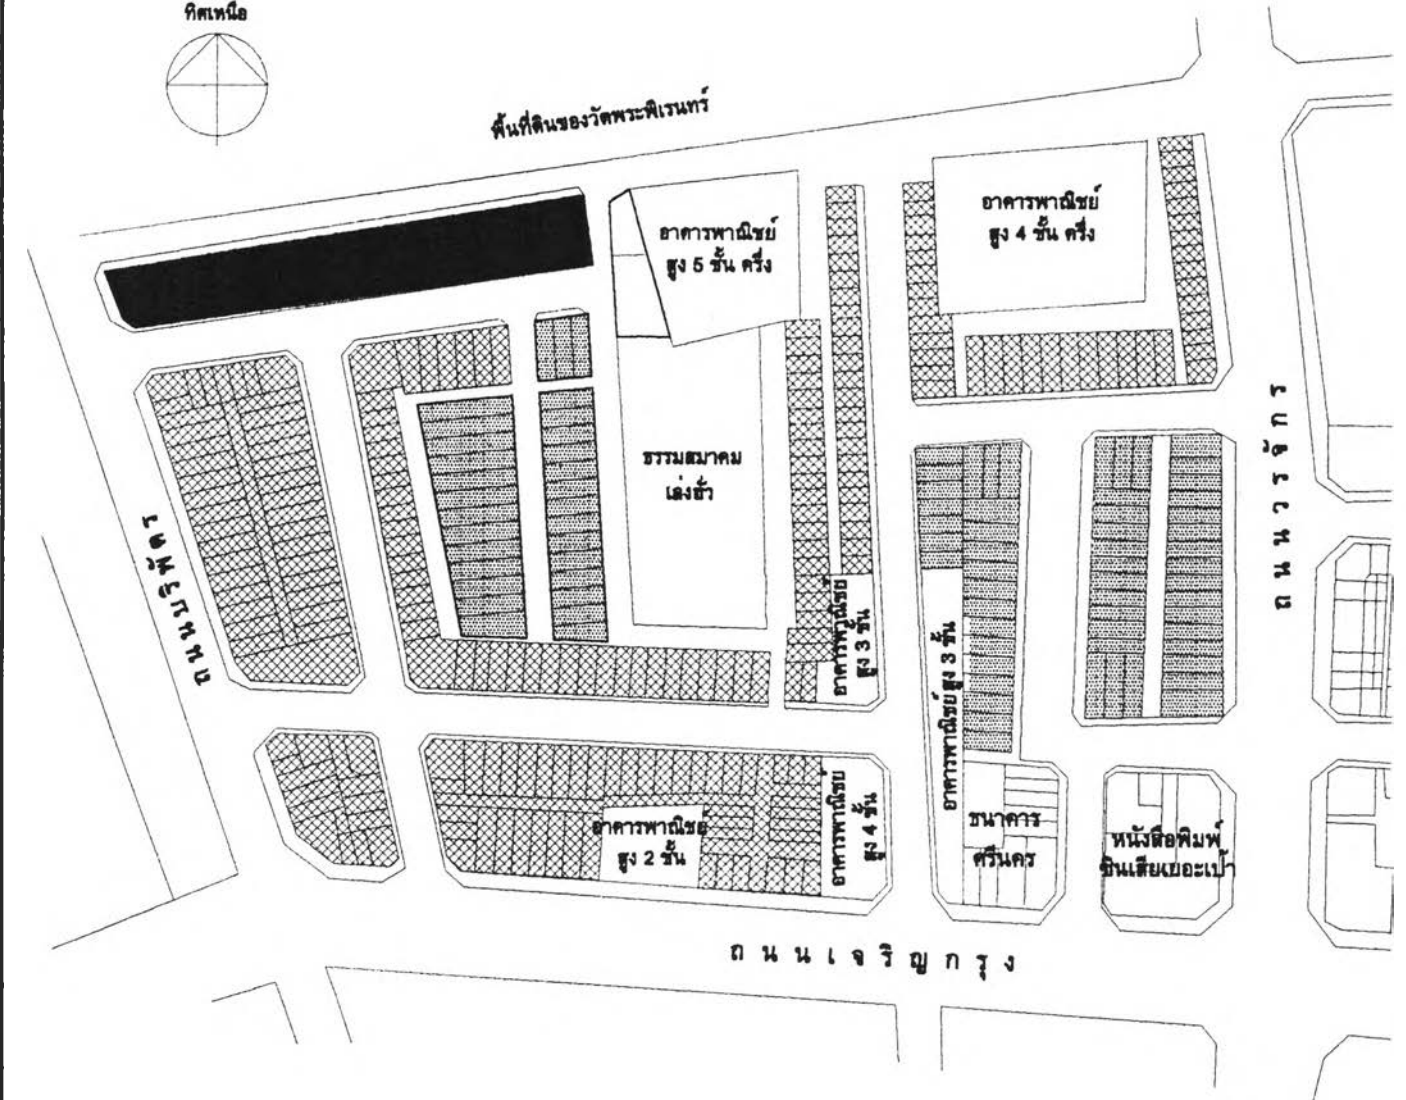 ทิศเหนือ
พื้นที่ดินของวัดพระพิเรนทร์
อาคารพาณิชย์
สูง 5 ชั้น ครึ่ง
อาคารพาณิชย์
สูง 4 ชั้น ครึ่ง
ธรรมสมาคม
เล่งฮั้ว
ถนนวรจักร
ถนนบริพัตร
อาคารพาณิชย์
สูง 3 ชั้น
อาคารพาณิชย์สูง 3 ชั้น
อาคารพาณิชย์
สูง 2 ชั้น
อาคารพาณิชย์
สูง 4 ชั้น
ธนาคาร
ศรีนคร
หนังสือพิมพ์
ซินเสียเยอะเป้า
ถนนเจริญกรุง